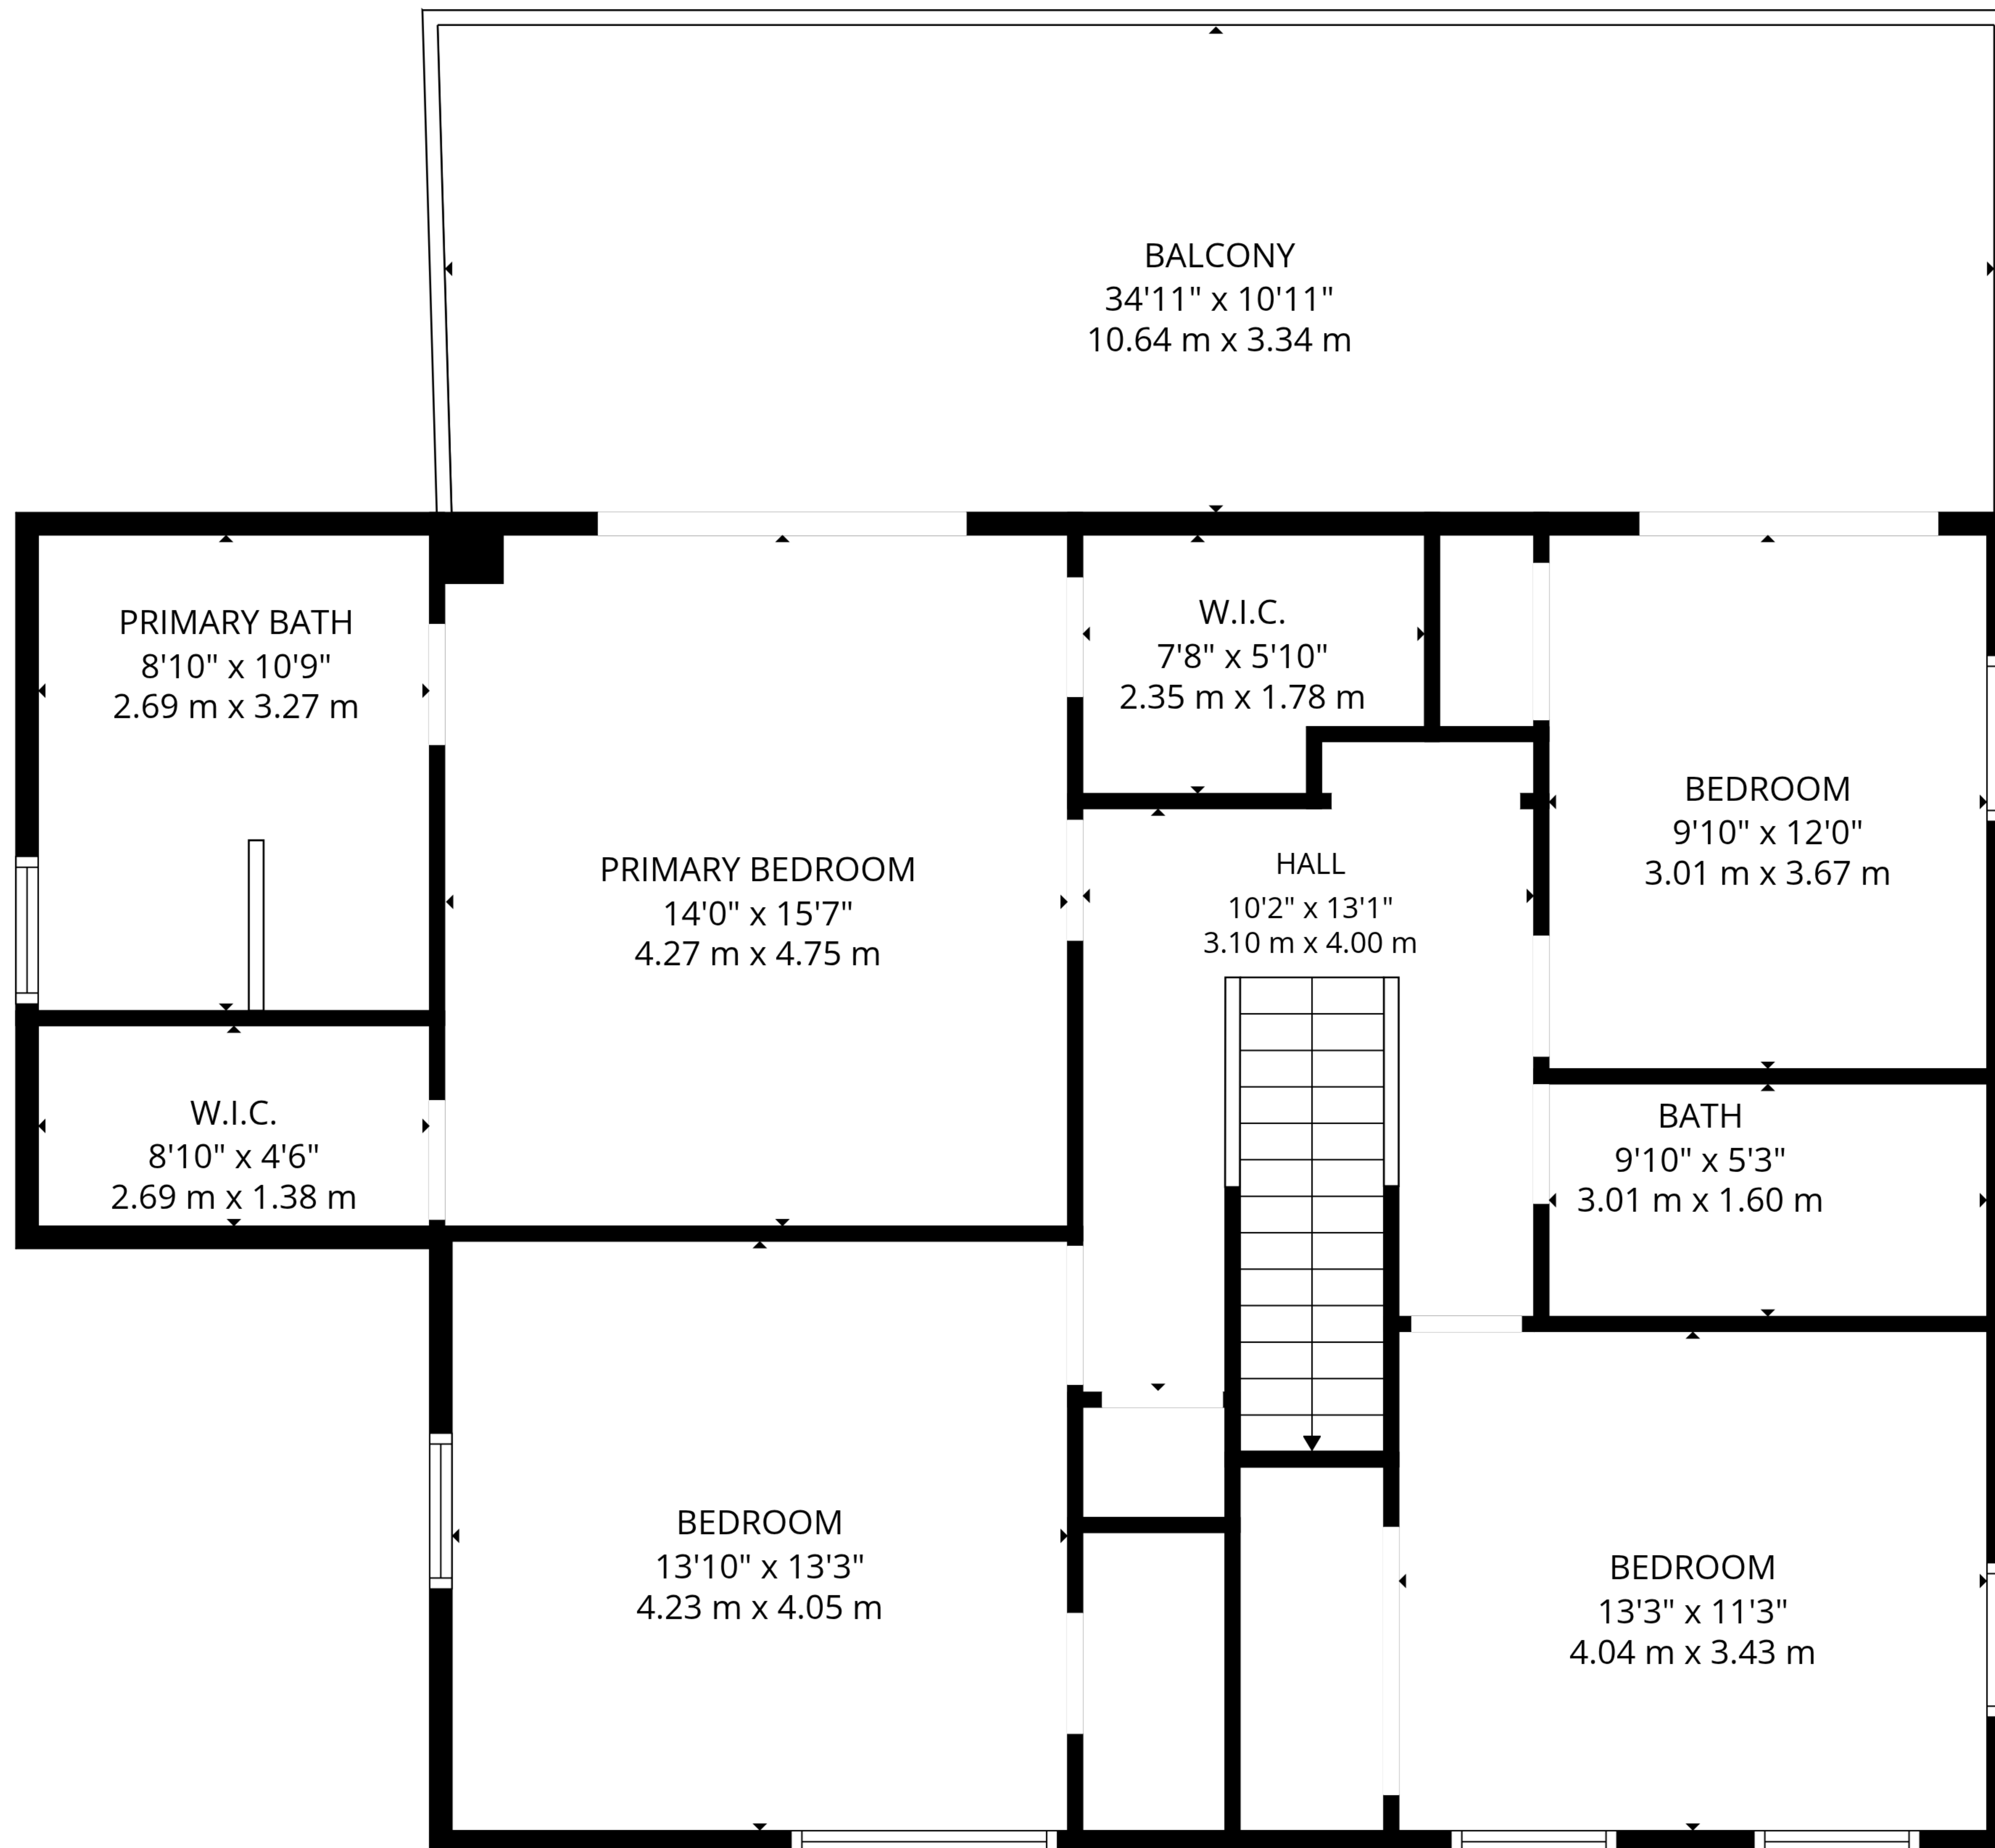 BALCONY
34'11" x 10'11"
10.64 m x 3.34 m
PRIMARY BATH
8'10" x 10'9"
2.69 m x 3.27 m
W.I.C.
7'8" x 5'10"
2.35 m x 1.78 m
BEDROOM
9'10" x 12'0"
3.01 m x 3.67 m
PRIMARY BEDROOM
14'0" x 15'7"
4.27 m x 4.75 m
HALL
10'2" x 13'1"
3.10 m x 4.00 m
W.I.C.
8'10" x 4'6"
2.69 m x 1.38 m
BATH
9'10" x 5'3"
3.01 m x 1.60 m
BEDROOM
13'10" x 13'3"
4.23 m x 4.05 m
BEDROOM
13'3" x 11'3"
4.04 m x 3.43 m